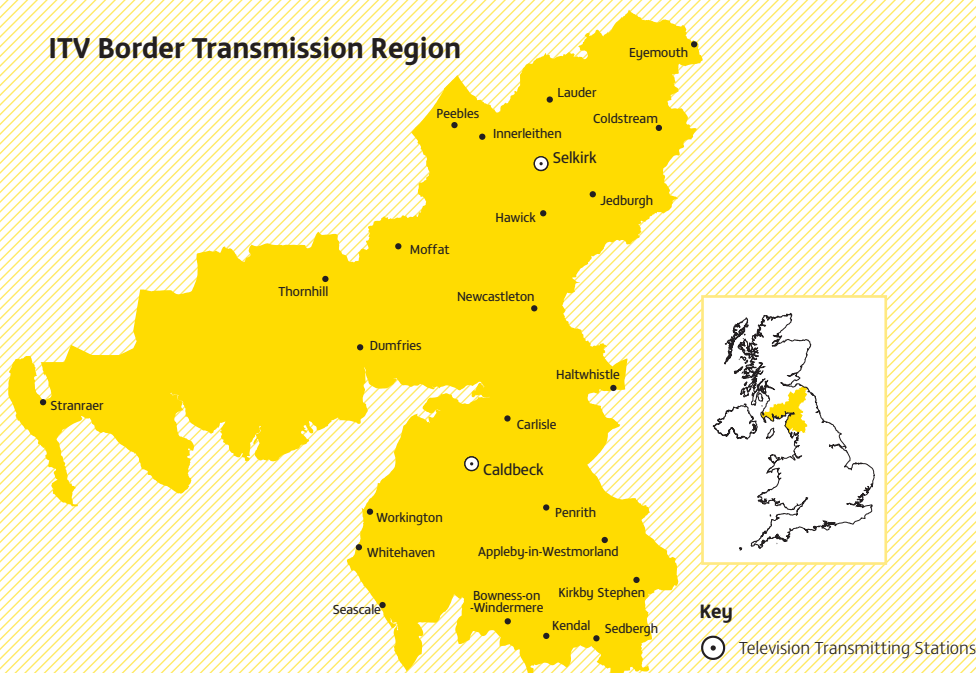 ITV Border Transmission Region
Eyemouth
Lauder
Peebles
Coldstream
Innerleithen
Selkirk
Jedburgh
Hawick
Moffat
Thornhill
Newcastleton
Dumfries
Haltwhistle
Stranraer
Carlisle
Caldbeck
Workington
Penrith
Whitehaven
Appleby-in-Westmorland
Kirkby Stephen
Bowness-on
-Windermere
Seascale
Kendal
Sedbergh
Key
Television Transmitting Stations